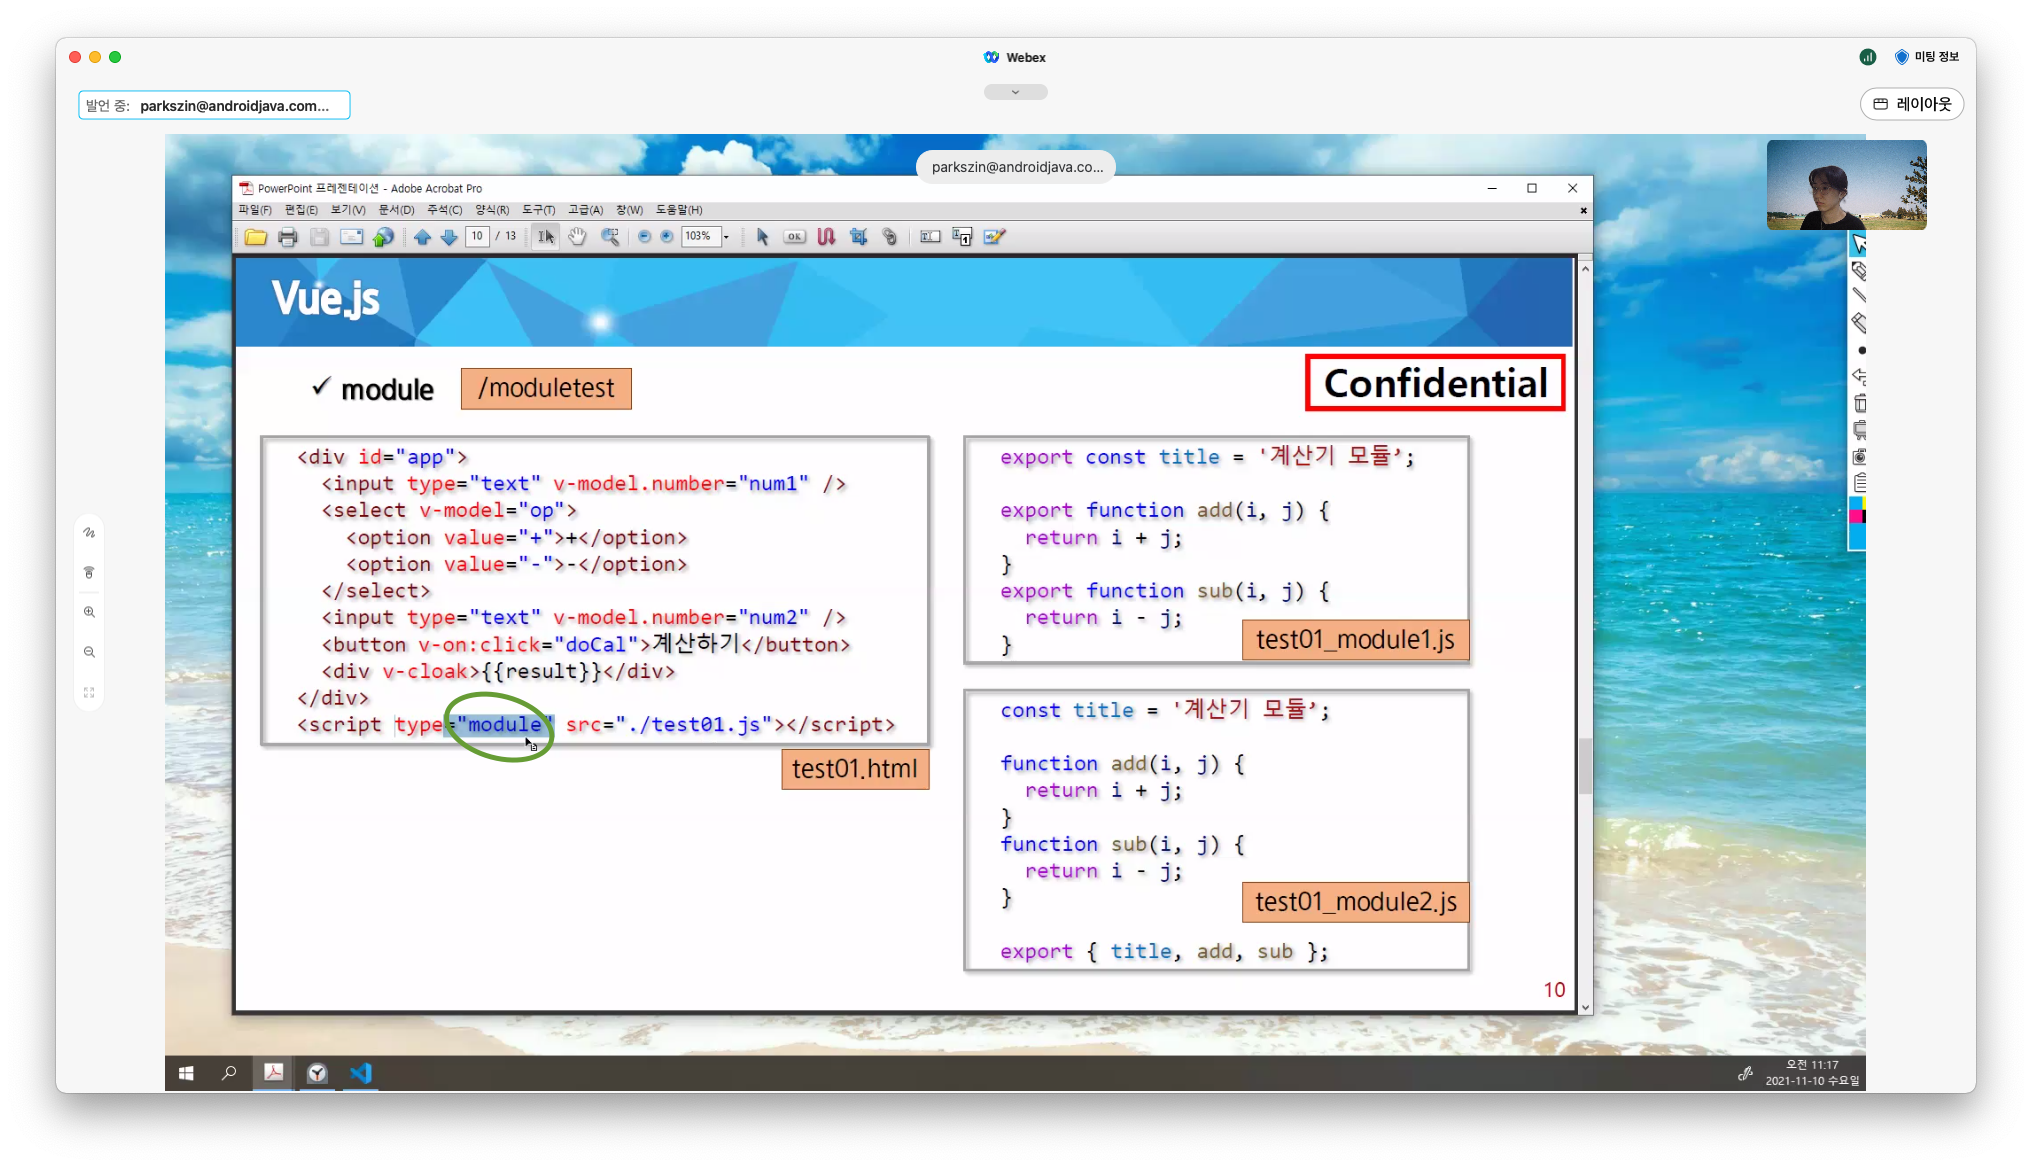 Webex
미팅 정보
발언 중: parkszin@androidjava.com...
레이아웃
parkszin@androidjava.co...
PowerPoint 프레젠테이션 - Adobe Acrobat Pro
파일(F) 편집(E) 보기(V) 문서(D) 주석(C) 양식(R) 도구(T) 고급(A) 창(W) 도움말(H)
10 / 13 103% OK
Vue.js
✓ module
/moduletest
Confidential
<div id="app">
<input type="text" v-model.number="num1" />
<select v-model="op">
<option value="+">+</option>
<option value="-">-</option>
</select>
<input type="text" v-model.number="num2" />
<button v-on:click="doCal">계산하기</button>
<div v-cloak>{{result}}</div>
</div>
<script type="module" src="./test01.js"></script>
test01.html
export const title = '계산기 모듈’;
export function add(i, j) {
return i + j;
}
export function sub(i, j) {
return i - j;
}
test01_module1.js
const title = '계산기 모듈’;
function add(i, j) {
return i + j;
}
function sub(i, j) {
return i - j;
}
test01_module2.js
export { title, add, sub };
10
오전 11:17
2021-11-10 수요일